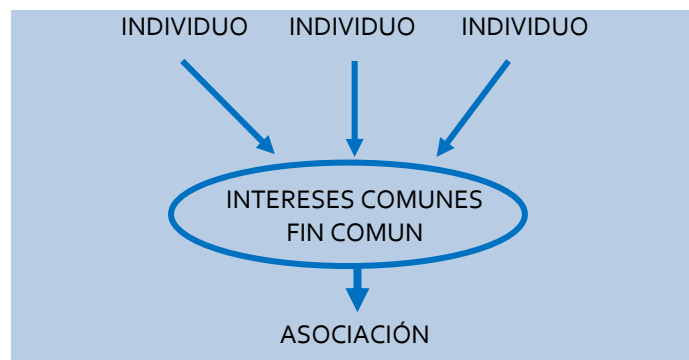 INDIVIDUO INDIVIDUO INDIVIDUO
INTERESES COMUNES
FIN COMUN
ASOCIACIÓN